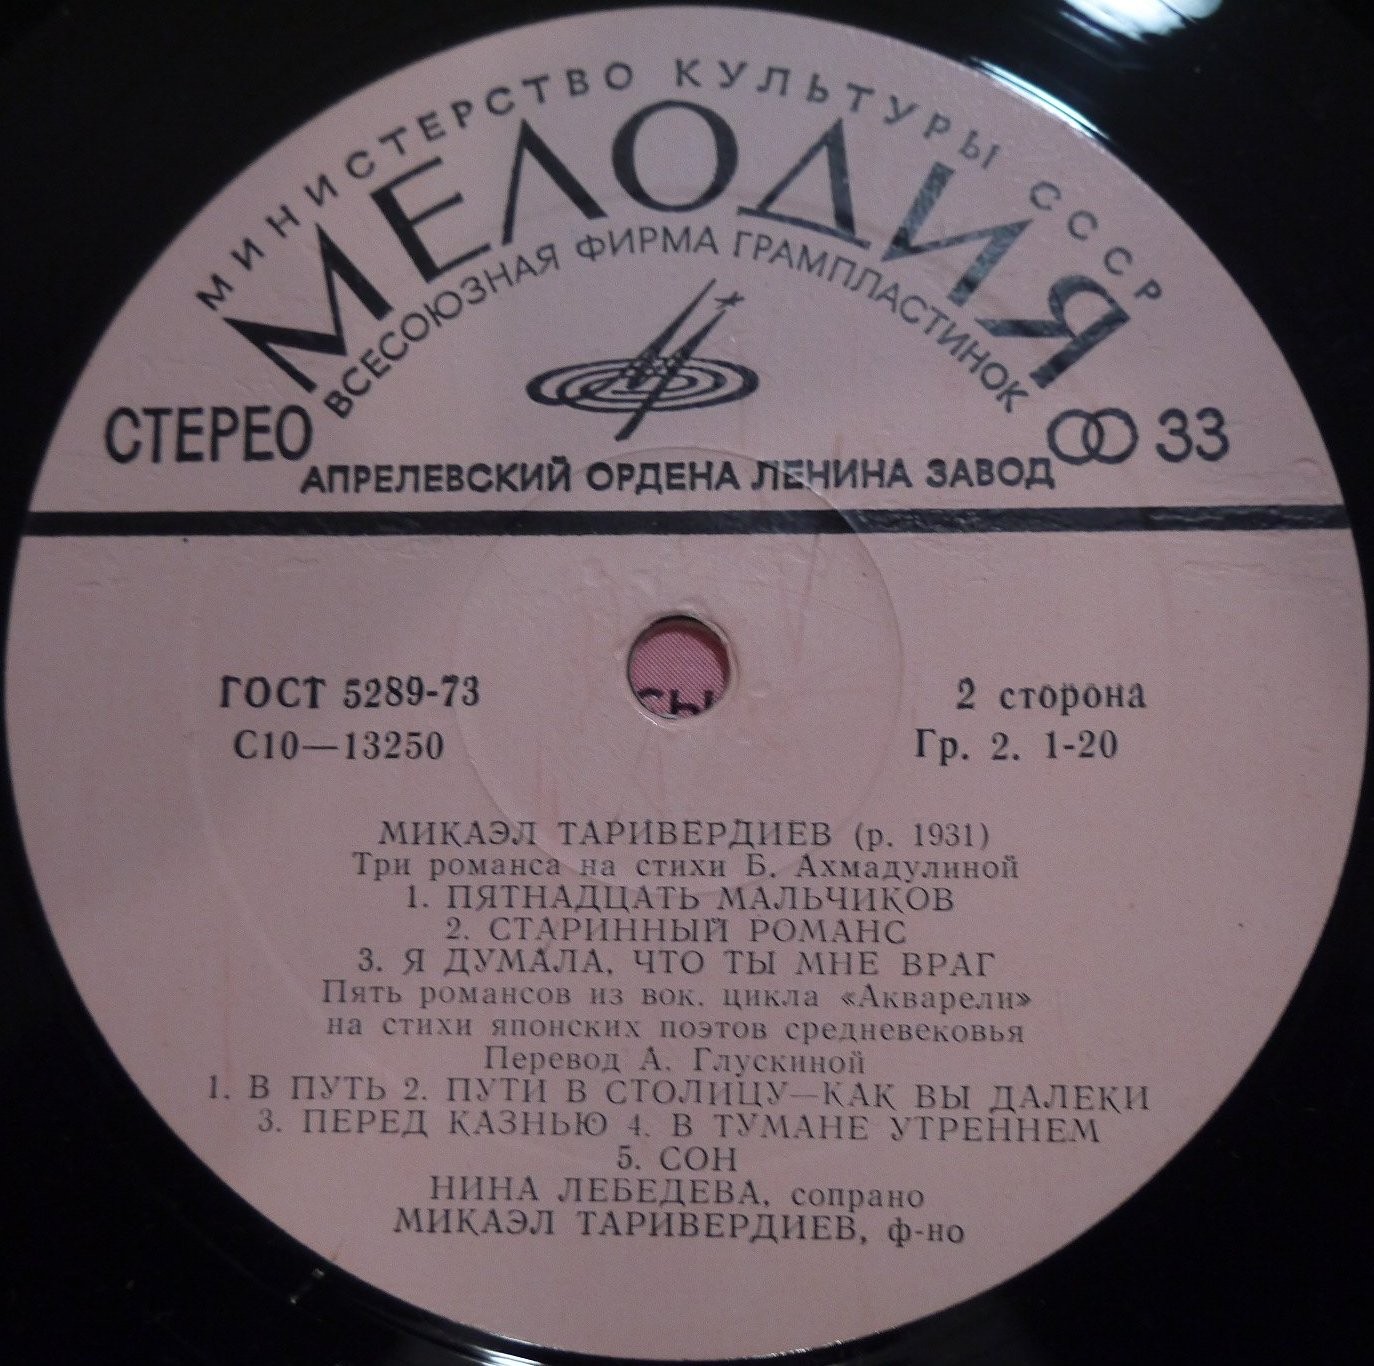 МИНИСТЕРСТВО КУЛЬТУРЫ СССР
МЕЛОДИЯ
ВСЕСОЮЗНАЯ ФИРМА ГРАМПЛАСТИНОК
СТЕРЕО
33
АПРЕЛЕВСКИЙ ОРДЕНА ЛЕНИНА ЗАВОД
ГОСТ 5289-73
2 сторона
С10—13250
Гр. 2. 1-20
МИКАЭЛ ТАРИВЕРДИЕВ (р. 1931)
Три романса на стихи Б. Ахмадулиной
1. ПЯТНАДЦАТЬ МАЛЬЧИКОВ
2. СТАРИННЫЙ РОМАНС
3. Я ДУМАЛА, ЧТО ТЫ МНЕ ВРАГ
Пять романсов из вок. цикла «Акварели»
на стихи японских поэтов средневековья
Перевод А. Глускиной
1. В ПУТЬ 2. ПУТИ В СТОЛИЦУ—КАК ВЫ ДАЛЕКИ
3. ПЕРЕД КАЗНЬЮ 4. В ТУМАНЕ УТРЕННЕМ
5. СОН
НИНА ЛЕБЕДЕВА, сопрано
МИКАЭЛ ТАРИВЕРДИЕВ, ф-но